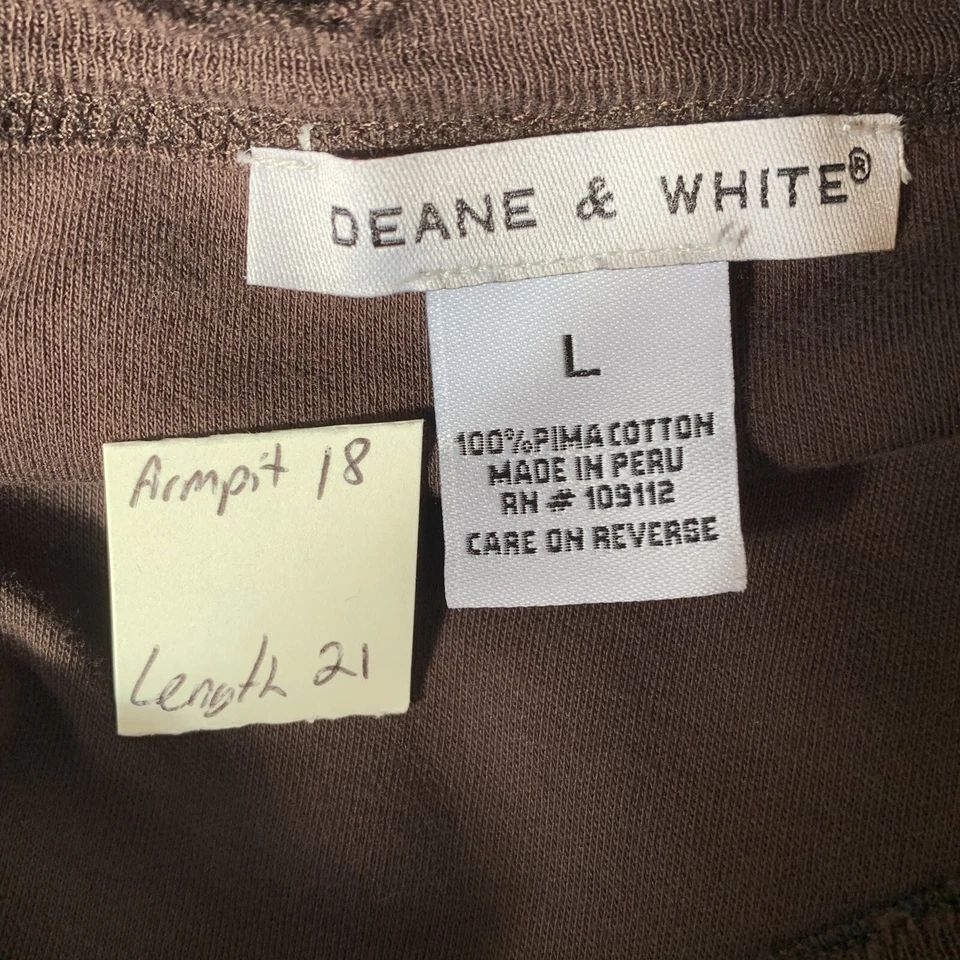 DEANE & WHITE®
L
100% PIMA COTTON
MADE IN PERU
RN # 109112
CARE ON REVERSE
Armpit 18
Length 21